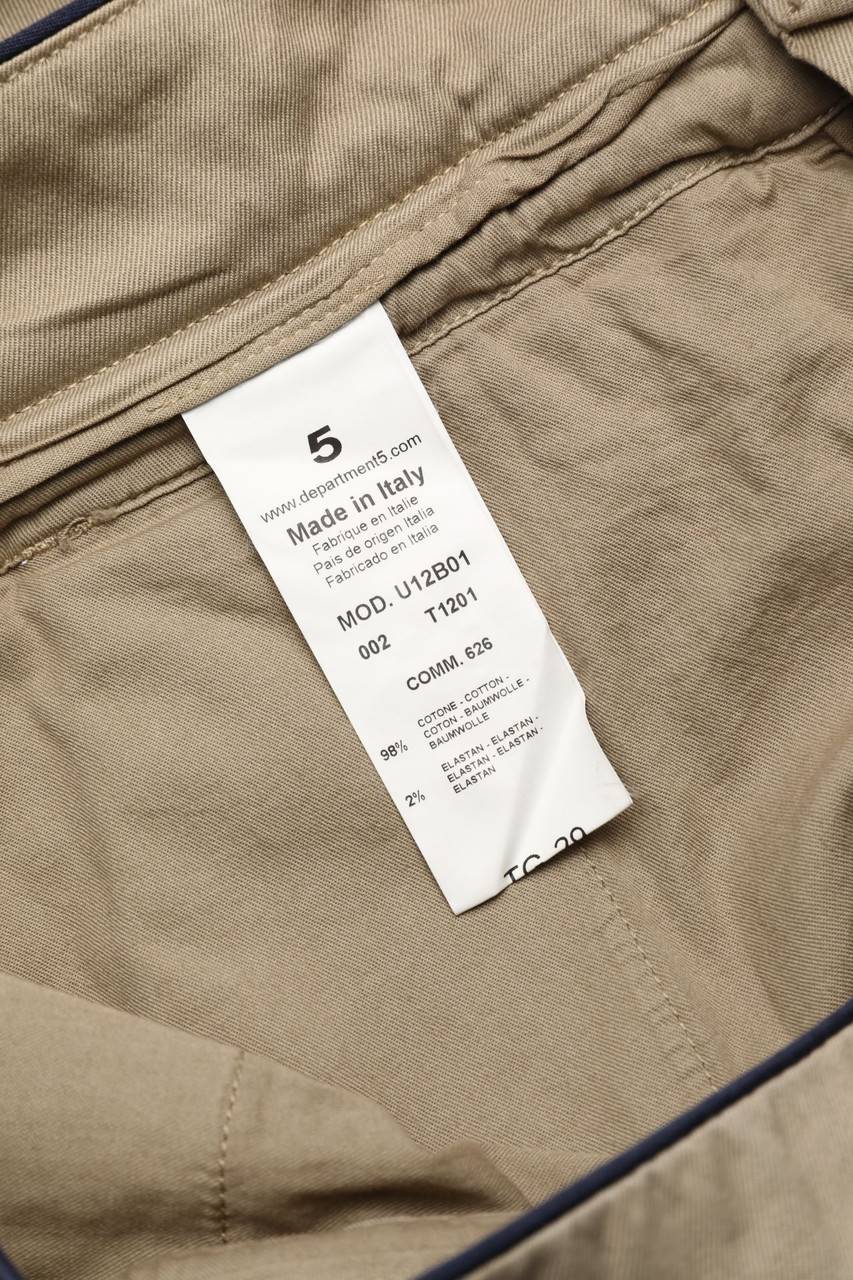 5
www.department5.com
Made in Italy
Fabrique en Italie
Pais de origen Italia
Fabricado en Italia
MOD. U12B01
002 T1201
COMM. 626
98% COTONE - COTTON -
COTON - BAUMWOLLE -
BAUMWOLLE
2% ELASTAN - ELASTAN -
ELASTAN - ELASTAN -
ELASTAN